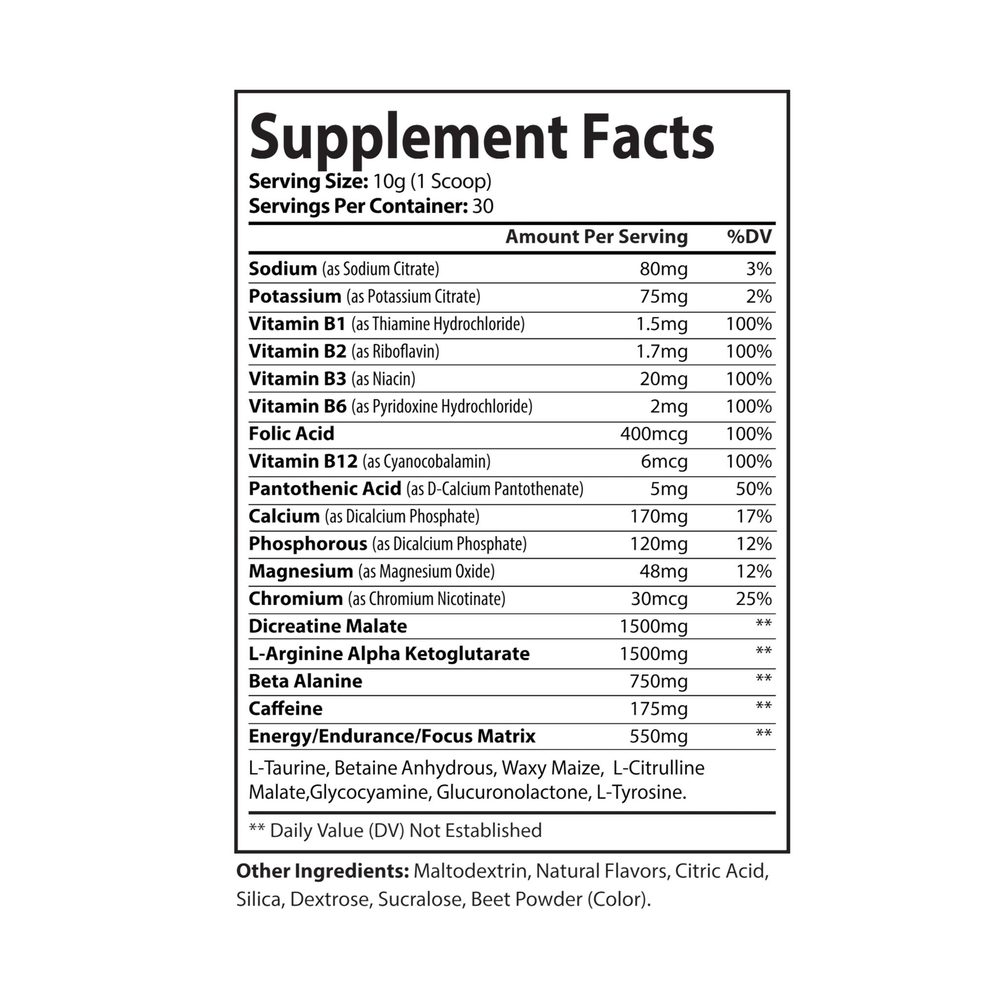 Supplement Facts
Serving Size: 10g (1 Scoop)
Servings Per Container: 30
Amount Per Serving %DV
Sodium (as Sodium Citrate) 80mg 3%
Potassium (as Potassium Citrate) 75mg 2%
Vitamin B1 (as Thiamine Hydrochloride) 1.5mg 100%
Vitamin B2 (as Riboflavin) 1.7mg 100%
Vitamin B3 (as Niacin) 20mg 100%
Vitamin B6 (as Pyridoxine Hydrochloride) 2mg 100%
Folic Acid 400mcg 100%
Vitamin B12 (as Cyanocobalamin) 6mcg 100%
Pantothenic Acid (as D-Calcium Pantothenate) 5mg 50%
Calcium (as Dicalcium Phosphate) 170mg 17%
Phosphorous (as Dicalcium Phosphate) 120mg 12%
Magnesium (as Magnesium Oxide) 48mg 12%
Chromium (as Chromium Nicotinate) 30mcg 25%
Dicreatine Malate 1500mg **
L-Arginine Alpha Ketoglutarate 1500mg **
Beta Alanine 750mg **
Caffeine 175mg **
Energy/Endurance/Focus Matrix 550mg **
L-Taurine, Betaine Anhydrous, Waxy Maize, L-Citrulline
Malate,Glycocyamine, Glucuronolactone, L-Tyrosine.
** Daily Value (DV) Not Established
Other Ingredients: Maltodextrin, Natural Flavors, Citric Acid,
Silica, Dextrose, Sucralose, Beet Powder (Color).